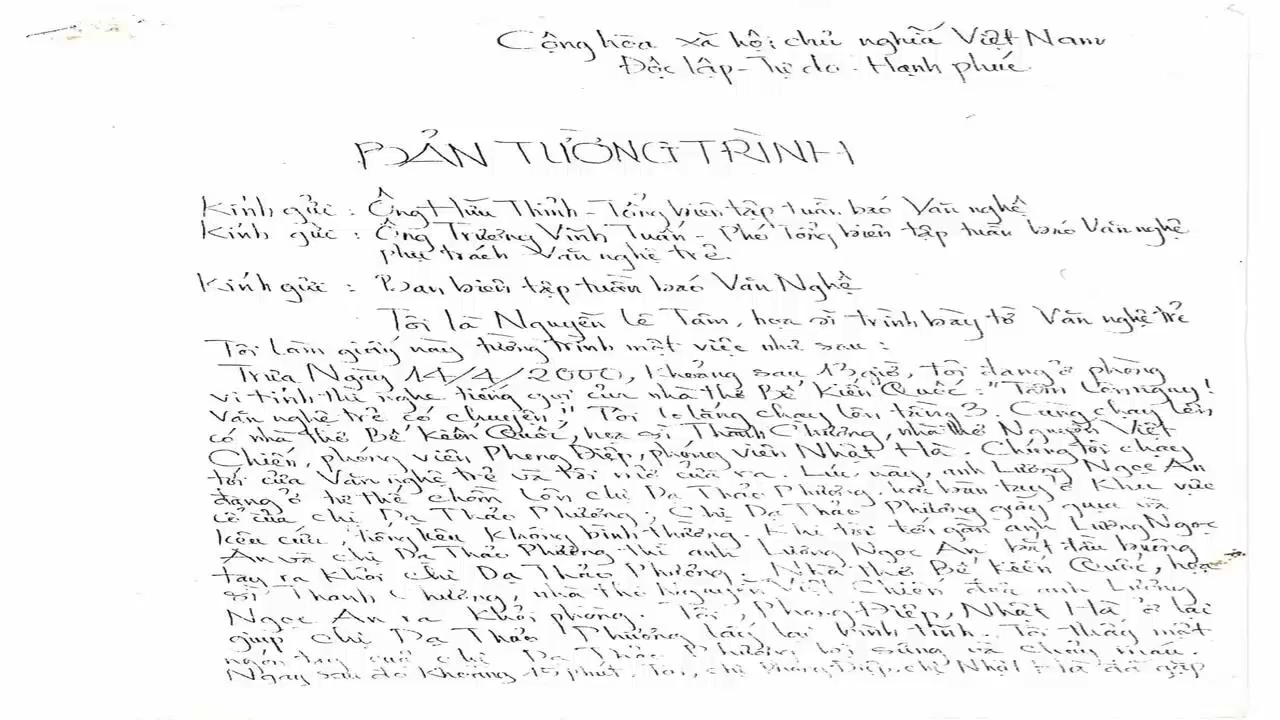 Cộng hòa xã hội chủ nghĩa Việt Nam
Độc lập - Tự do - Hạnh phúc
BẢN TƯỜNG TRÌNH
Kính gửi : Ông Hữu Thỉnh - Tổng biên tập tuần báo Văn nghệ
Kính gửi : Ông Trương Vĩnh Tuấn - Phó Tổng biên tập tuần báo Văn nghệ
phụ trách Văn nghệ trẻ.
Kính gửi : Ban biên tập tuần báo Văn Nghệ
Tôi là Nguyễn Lê Tâm, họa sĩ trình bày tờ Văn nghệ trẻ
Tôi làm giấy này tường trình một việc như sau :
Trưa Ngày 14/4/2000, khoảng sau 13 giờ, tôi đang ở phòng
vi tính thì nghe tiếng gọi của nhà thơ Bế Kiến Quốc : "Tâm lên ngay!
Văn nghệ trẻ có chuyện!" Tôi lo lắng chạy lên tầng 3. Cùng chạy lên
có nhà thơ Bế Kiến Quốc, họa sĩ Thành Chương, nhà thơ Nguyễn Việt
Chiến, phóng viên Phong Điệp, phóng viên Nhật Hà. Chúng tôi chạy
tới cửa Văn nghệ trẻ và tôi mở cửa ra. Lúc này, anh Lương Ngọc An
đang ở tư thế chồm lên chị Dạ Thảo Phương, hai bàn tay ở khu vực
cổ của chị Dạ Thảo Phương; Chị Dạ Thảo Phương giãy giụa và
kêu cứu, tiếng kêu không bình thường. Khi tôi tới gần anh Lương Ngọc
An và chị Dạ Thảo Phương thì anh Lương Ngọc An bắt đầu buông
tay ra khỏi chị Dạ Thảo Phương. Nhà thơ Bế Kiến Quốc, họa
sĩ Thành Chương, nhà thơ Nguyễn Việt Chiến đưa anh Lương
Ngọc An ra khỏi phòng. Tôi, Phong Điệp, Nhật Hà ở lại
giúp chị Dạ Thảo Phương lấy lại bình tĩnh. Tôi thấy một
ngón tay của chị Dạ Thảo Phương bị sưng và chảy máu.
Ngay sau đó khoảng 15 phút, Tôi, chị Phong Điệp, chị Nhật Hà đã gặp